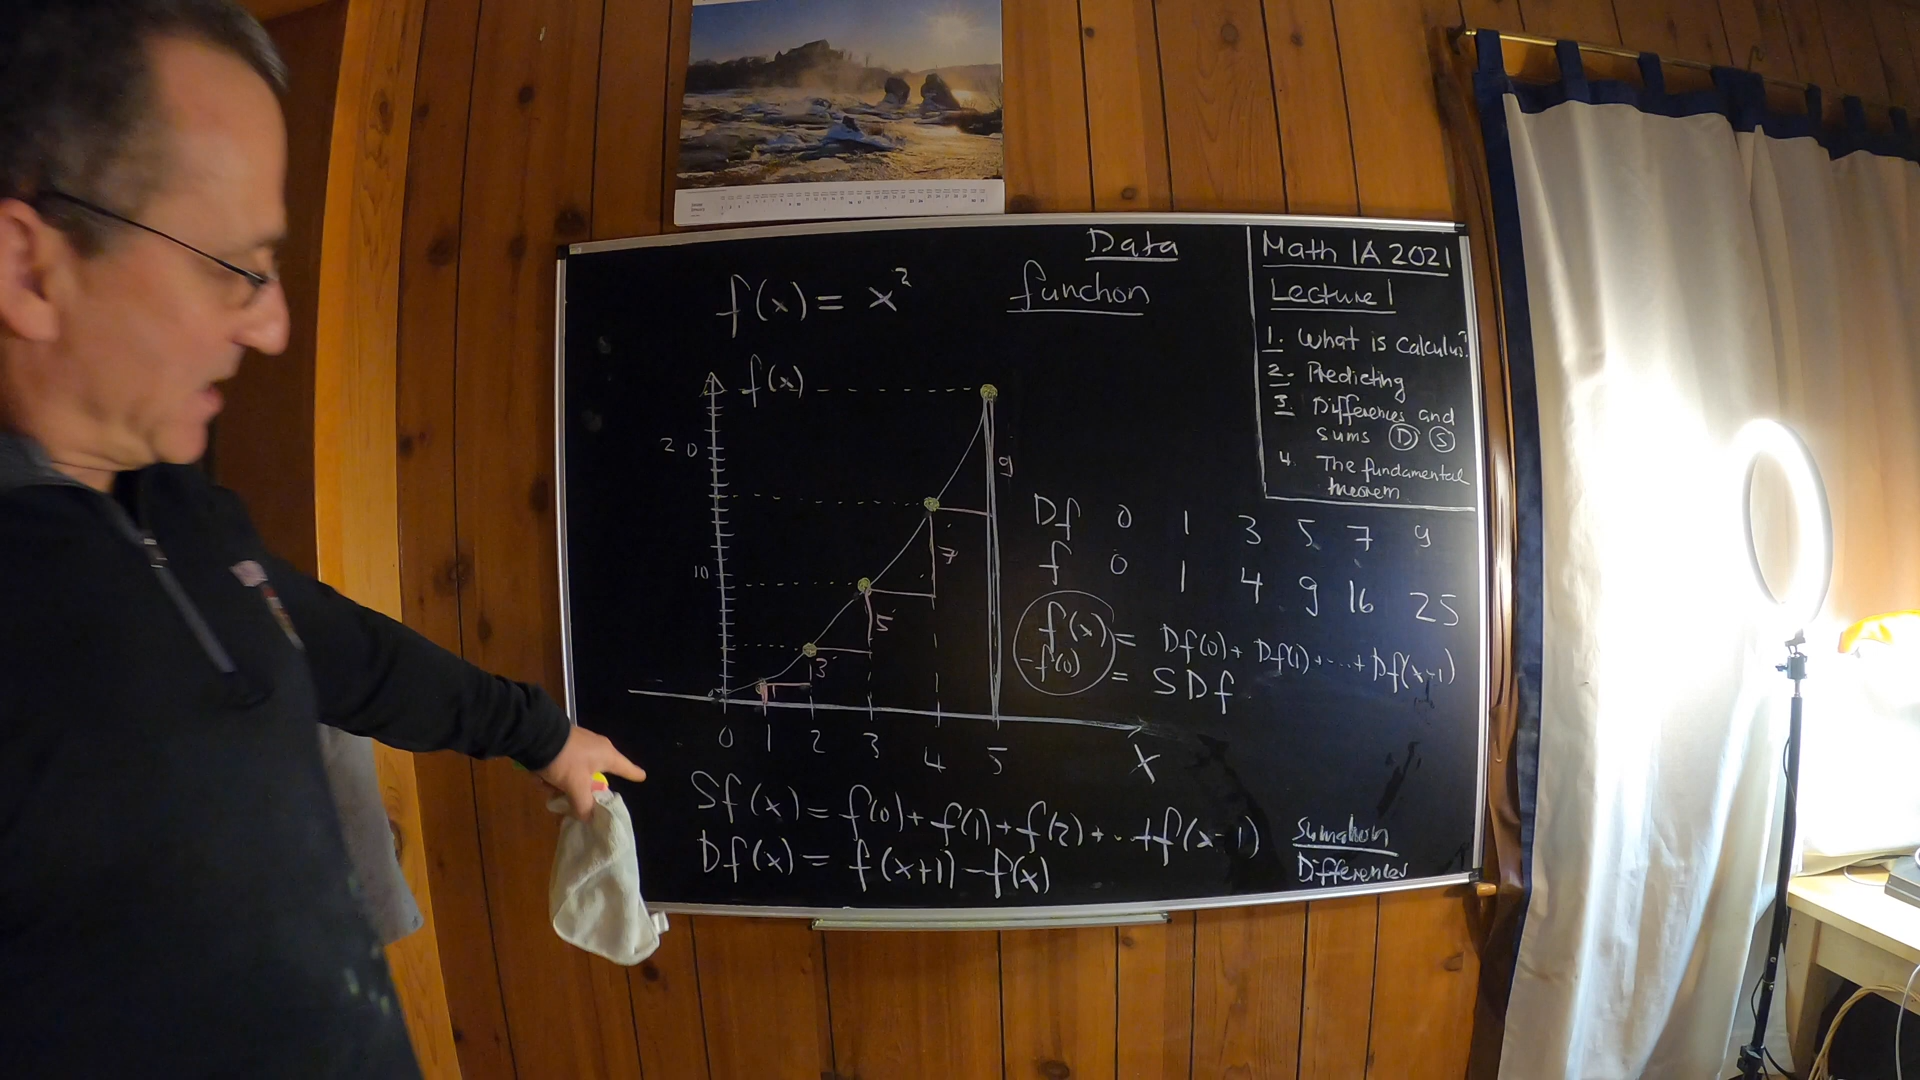 Data
f(x) = x²
function
Math 1A 2021
Lecture 1
1. What is Calculus?
2. Predicting
3. Differences and
sums D S
4. The fundamental
theorem
f(x)
20
10
1
3
5
7
9
0 1 2 3 4 5 x
Df 0 1 3 5 7 9
f 0 1 4 9 16 25
f(x) = Df(0) + Df(1) + ... + Df(x-1)
-f(0) = SDf
Sf(x) = f(0) + f(1) + f(2) + ... + f(x-1)
Sumation
Df(x) = f(x+1) - f(x)
Differences